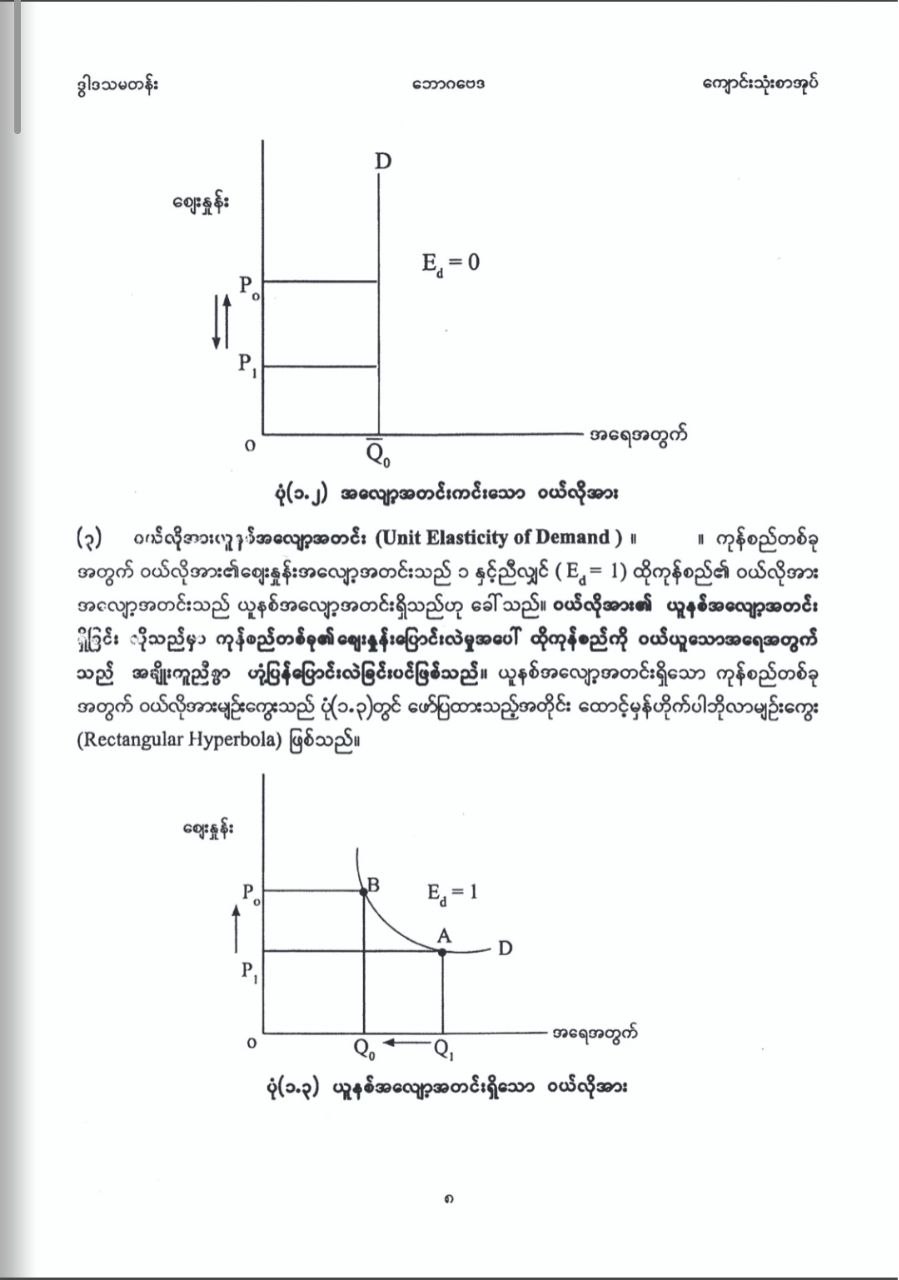 ဒွါဒသမတန်း ဘောဂဗေဒ ကျောင်းသုံးစာအုပ်
D
ဈေးနှုန်း
E_d = 0
P_0
P_1
O
Q̅_0
အရေအတွက်
ပုံ(၁.၂) အလျော့အတင်းကင်းသော ဝယ်လိုအား
(၃) ဝယ်လိုအားယူနစ်အလျော့အတင်း (Unit Elasticity of Demand ) ။ ။ ကုန်စည်တစ်ခု
အတွက် ဝယ်လိုအား၏ဈေးနှုန်းအလျော့အတင်းသည် ၁ နှင့်ညီလျှင် ( E_d = 1) ထိုကုန်စည်၏ ဝယ်လိုအား
အလျော့အတင်းသည် ယူနစ်အလျော့အတင်းရှိသည်ဟု ခေါ်သည်။ ဝယ်လိုအား၏ ယူနစ်အလျော့အတင်း
ရှိခြင်း ဆိုသည်မှာ ကုန်စည်တစ်ခု၏ဈေးနှုန်းပြောင်းလဲမှုအပေါ် ထိုကုန်စည်ကို ဝယ်ယူသောအရေအတွက်
သည် အချိုးကူညီစွာ တုံ့ပြန်ပြောင်းလဲခြင်းပင်ဖြစ်သည်။ ယူနစ်အလျော့အတင်းရှိသော ကုန်စည်တစ်ခု
အတွက် ဝယ်လိုအားမျဉ်းကွေးသည် ပုံ(၁.၃)တွင် ဖော်ပြထားသည့်အတိုင်း ထောင့်မှန်ဟိုက်ပါဘိုလာမျဉ်းကွေး
(Rectangular Hyperbola) ဖြစ်သည်။
ဈေးနှုန်း
P_0
B
E_d = 1
A
D
P_1
O
Q_0
Q_1
အရေအတွက်
ပုံ(၁.၃) ယူနစ်အလျော့အတင်းရှိသော ဝယ်လိုအား
၈